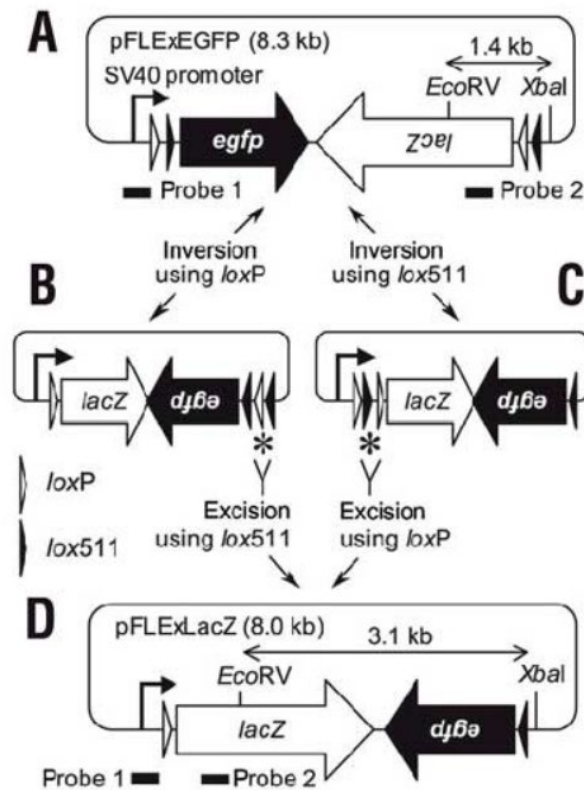 A
pFLExEGFP (8.3 kb)
SV40 promoter
1.4 kb
EcoRV
XbaI
egfp
lacZ
Probe 1
Probe 2
Inversion
using loxP
Inversion
using lox511
B
C
lacZ
egfp
lacZ
egfp
*
*
loxP
lox511
Excision
using lox511
Excision
using loxP
D
pFLExLacZ (8.0 kb)
3.1 kb
EcoRV
XbaI
lacZ
egfp
Probe 1
Probe 2